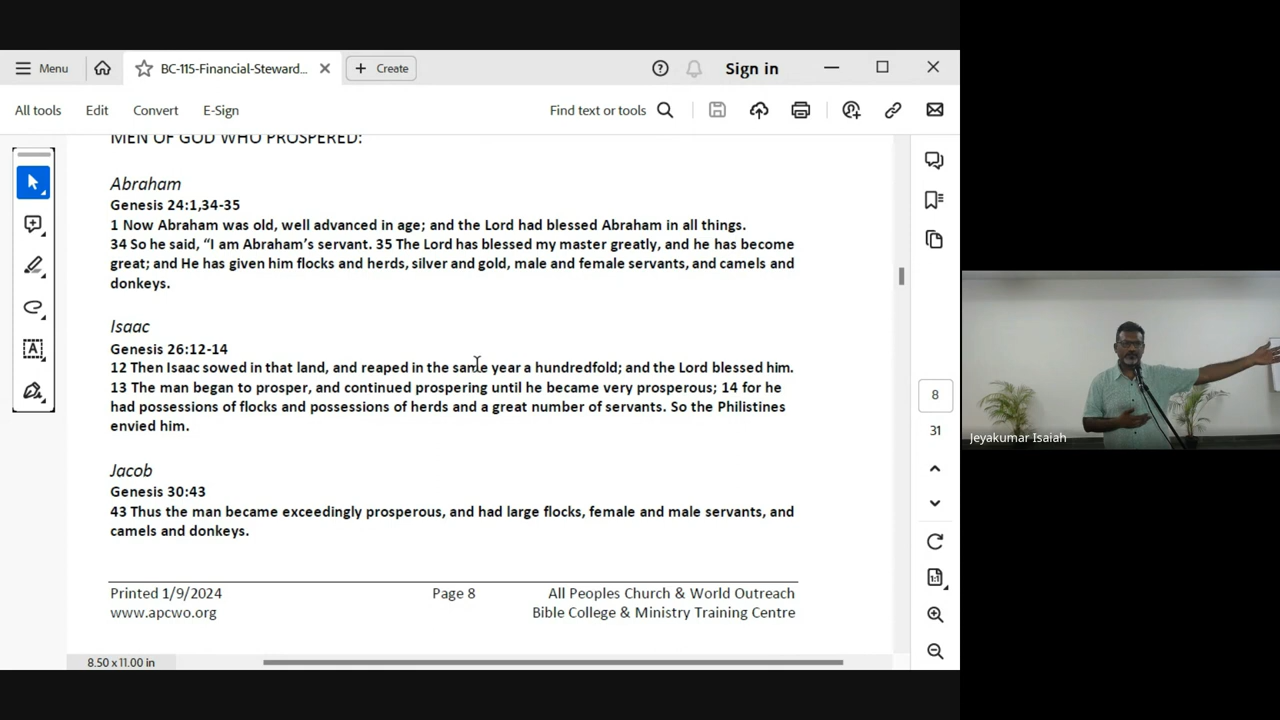 Menu
BC-115-Financial-Steward...
Create
Sign in
All tools
Edit
Convert
E-Sign
Find text or tools
MEN OF GOD WHO PROSPERED:
Abraham
Genesis 24:1,34-35
1 Now Abraham was old, well advanced in age; and the Lord had blessed Abraham in all things.
34 So he said, “I am Abraham’s servant. 35 The Lord has blessed my master greatly, and he has become
great; and He has given him flocks and herds, silver and gold, male and female servants, and camels and
donkeys.
Isaac
Genesis 26:12-14
12 Then Isaac sowed in that land, and reaped in the same year a hundredfold; and the Lord blessed him.
13 The man began to prosper, and continued prospering until he became very prosperous; 14 for he
had possessions of flocks and possessions of herds and a great number of servants. So the Philistines
envied him.
Jacob
Genesis 30:43
43 Thus the man became exceedingly prosperous, and had large flocks, female and male servants, and
camels and donkeys.
Printed 1/9/2024 Page 8 All Peoples Church & World Outreach
www.apcwo.org Bible College & Ministry Training Centre
8.50 x 11.00 in
8
31
1:1
Jeyakumar Isaiah